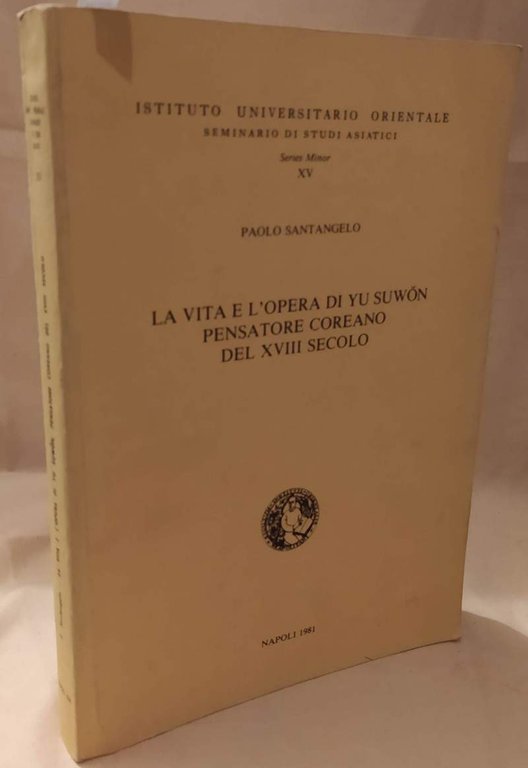 ISTITUTO UNIVERSITARIO ORIENTALE
SEMINARIO DI STUDI ASIATICI
Series Minor
XV
PAOLO SANTANGELO
LA VITA E L'OPERA DI YU SUWŎN
PENSATORE COREANO
DEL XVIII SECOLO
NAPOLI 1981